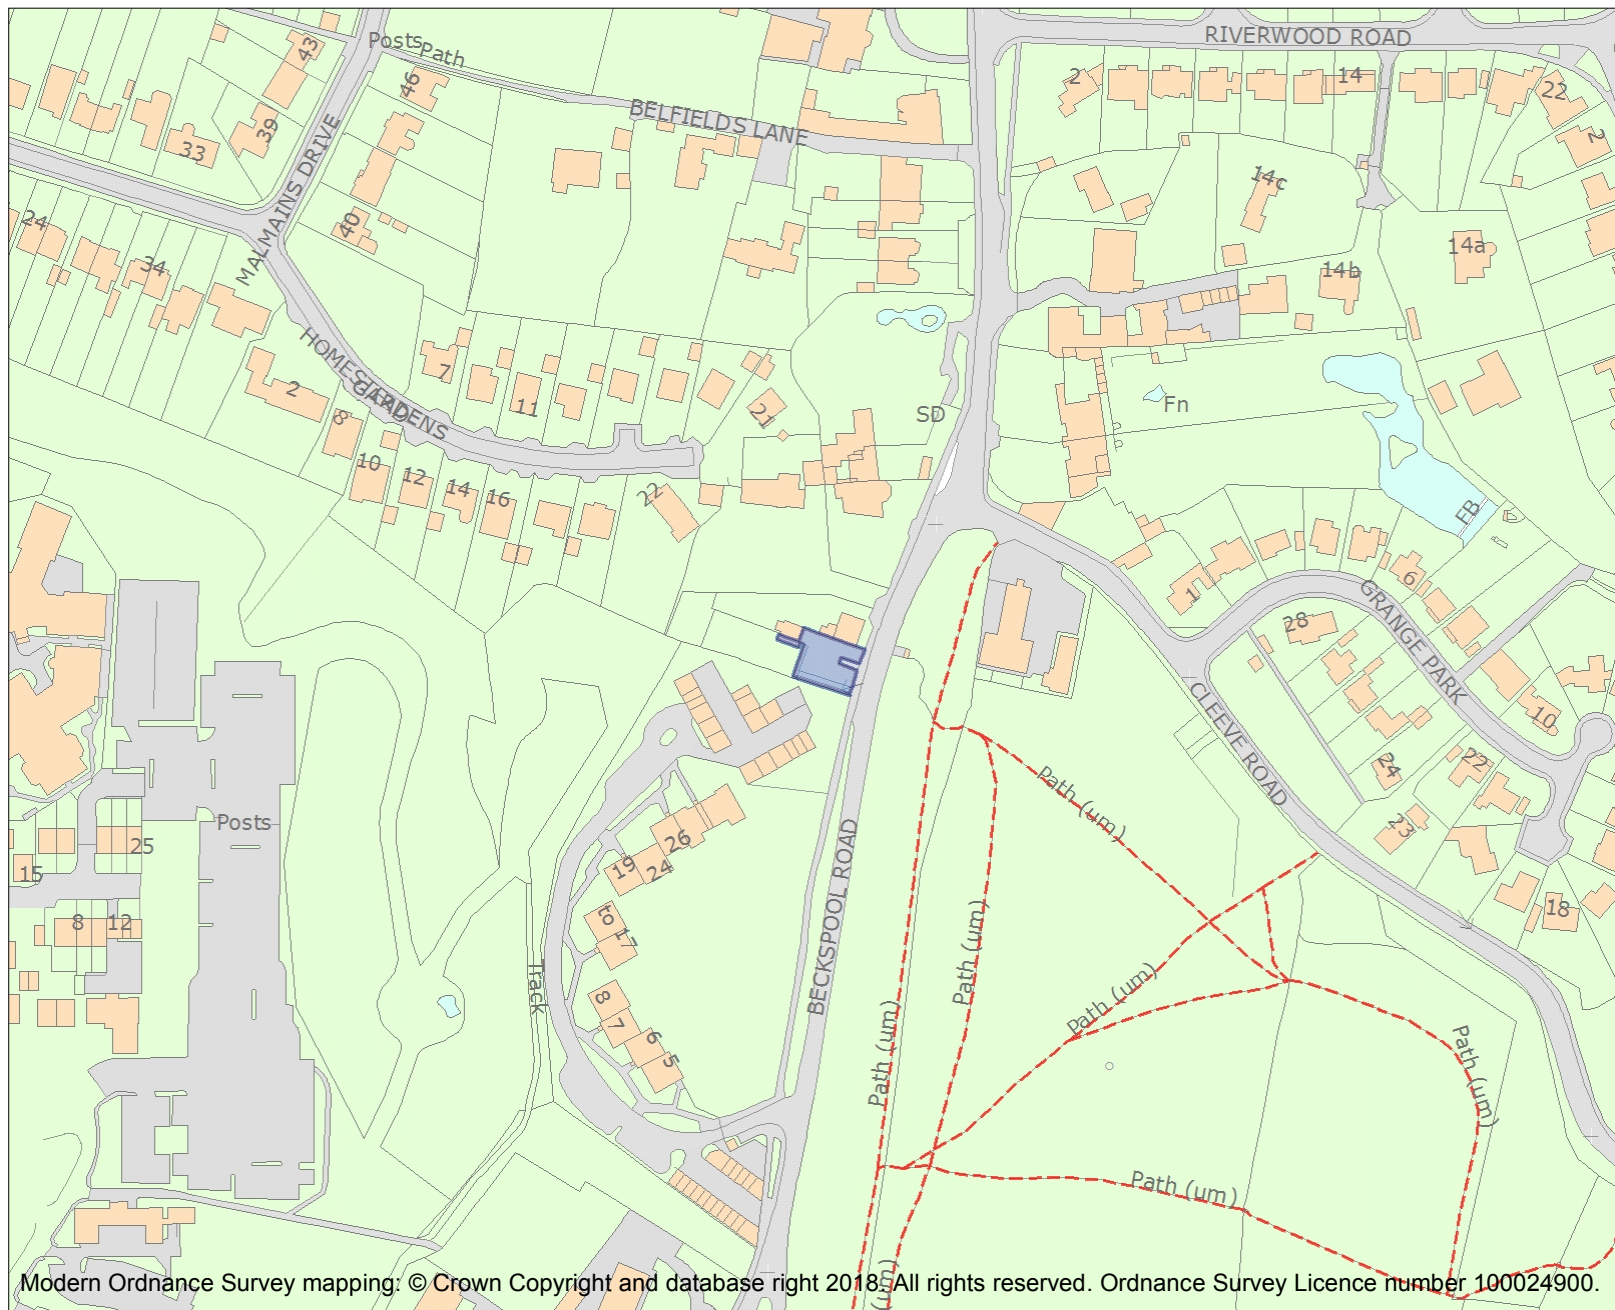 43
Posts
Path
46
39
33
MALMAINS DRIVE
BELFIELDS LANE
RIVERWOOD ROAD
2
14
22
2
24
34
40
14c
14b
14a
HOMESTEAD
GARDENS
2
7
8
10
11
12
14
16
21
22
SD
Fn
FB
1
6
28
GRANGE PARK
10
22
24
23
18
CLEEVE ROAD
Posts
25
15
8
12
26
19
24
to
17
8
7
6
5
Track
BECKSPOOL ROAD
Path (um)
Path (um)
Path (um)
Path (um)
Path (um)
Path (um)
(um)
Modern Ordnance Survey mapping: © Crown Copyright and database right 2018. All rights reserved. Ordnance Survey Licence number 100024900.